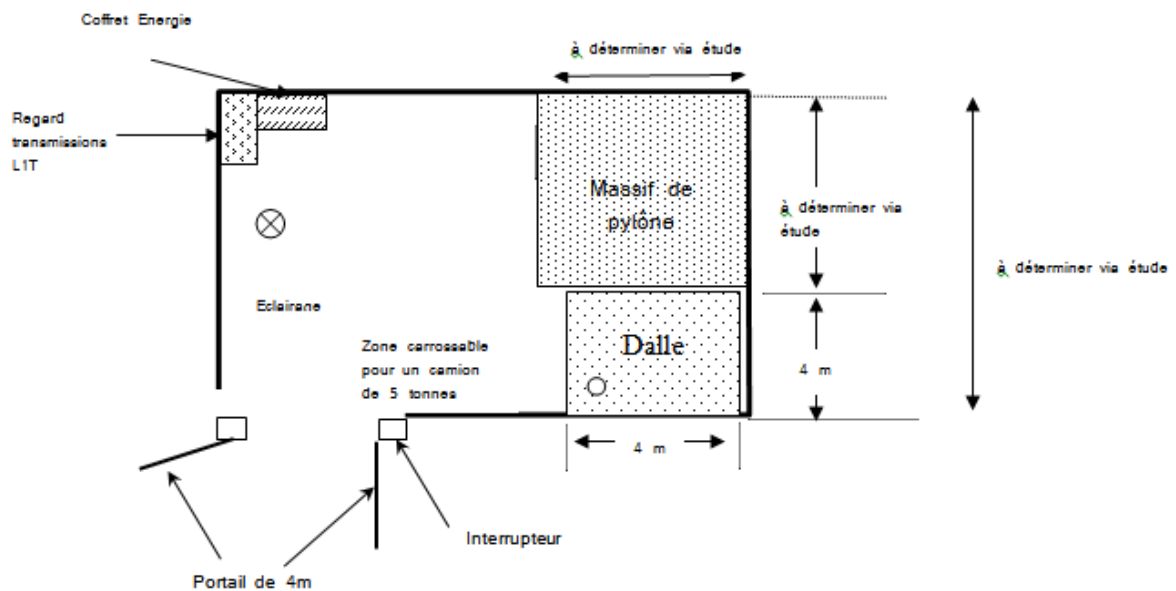 Coffret Energie
à déterminer via étude
Regard
transmissions
L1T
Massif de
pylône
à déterminer via
étude
à déterminer via étude
Eclairane
Zone carrossable
pour un camion
de 5 tonnes
Dalle
4 m
4 m
Interrupteur
Portail de 4m